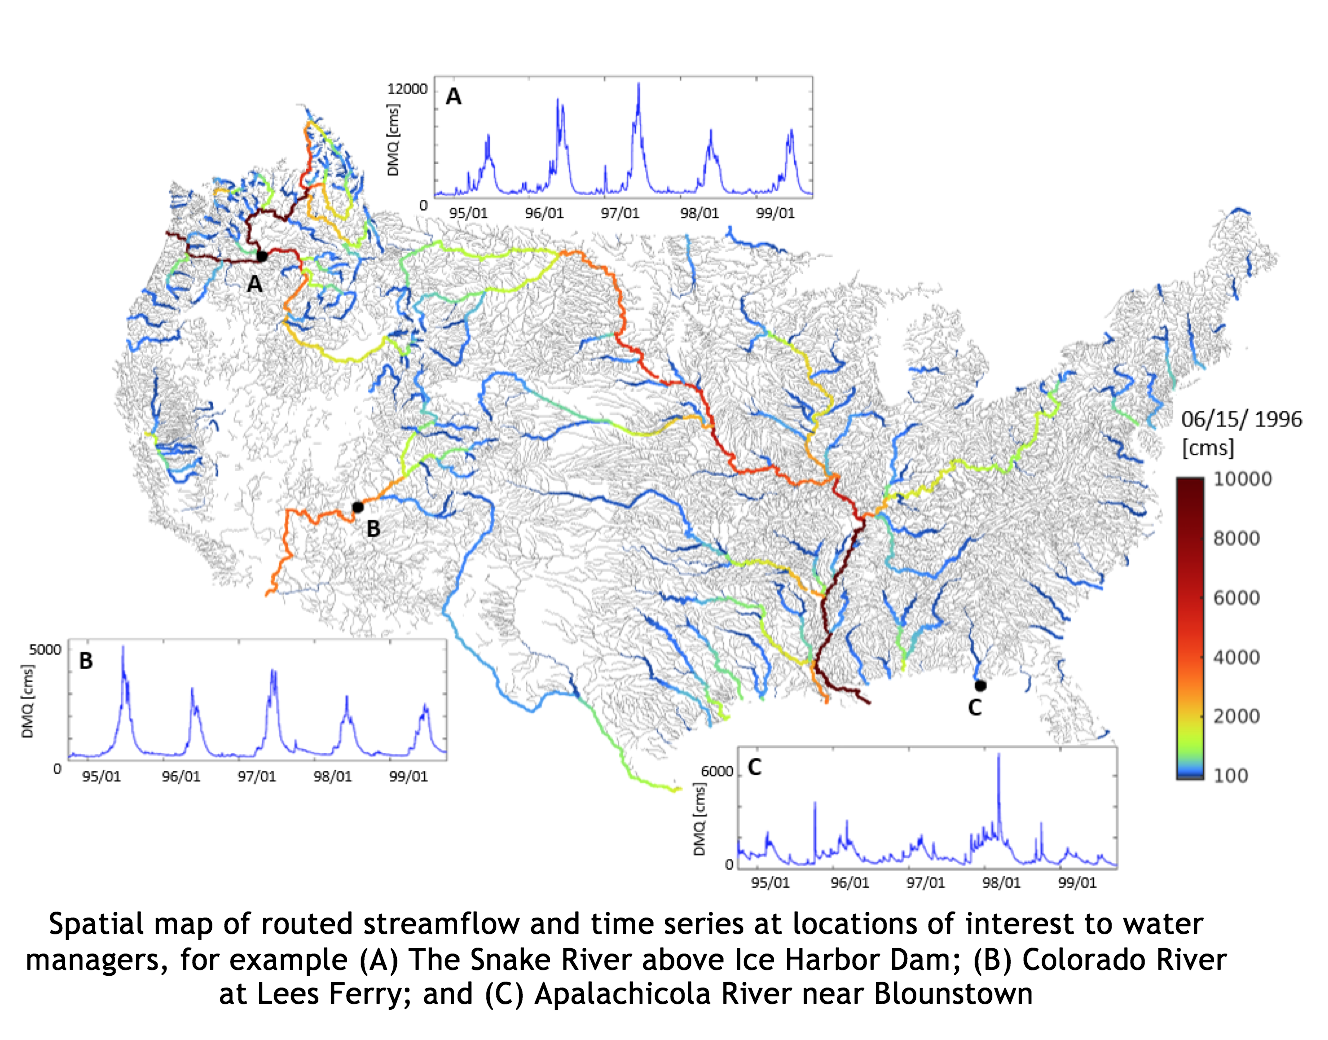 A
12000
DMQ [cms]
0
95/01 96/01 97/01 98/01 99/01
A
B
C
06/15/ 1996
[cms]
10000
8000
6000
4000
2000
100
B
5000
DMQ [cms]
0
95/01 96/01 97/01 98/01 99/01
C
6000
DMQ [cms]
0
95/01 96/01 97/01 98/01 99/01
Spatial map of routed streamflow and time series at locations of interest to water
managers, for example (A) The Snake River above Ice Harbor Dam; (B) Colorado River
at Lees Ferry; and (C) Apalachicola River near Blounstown